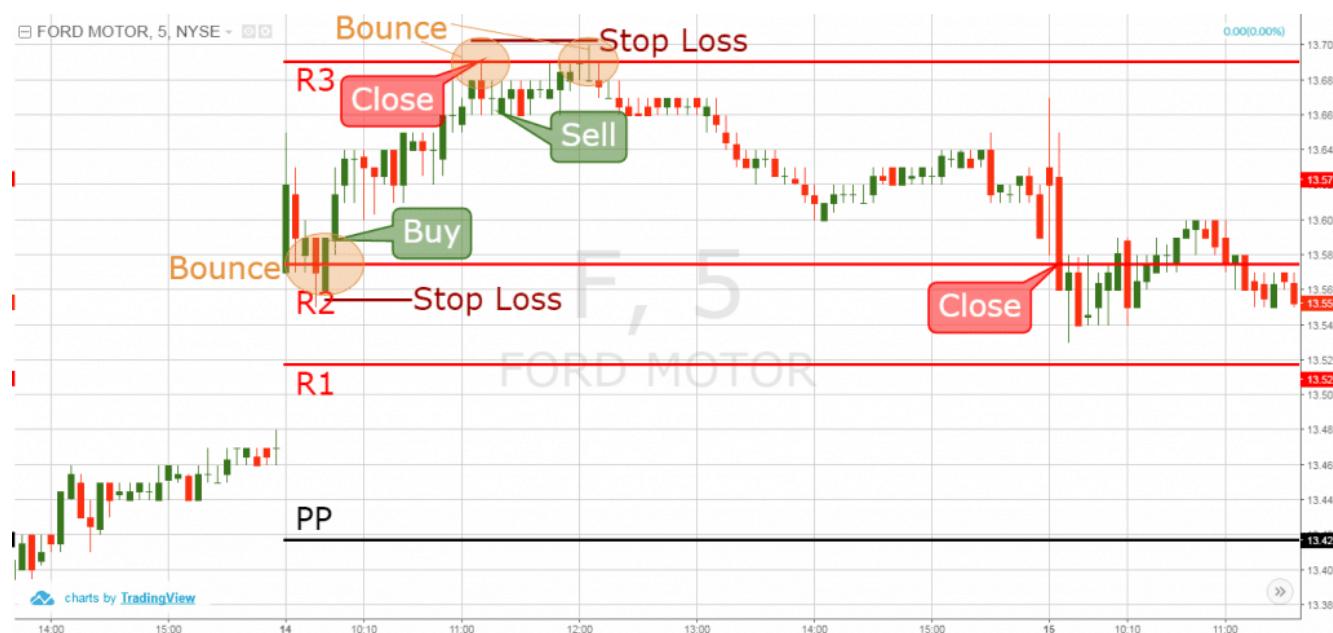 FORD MOTOR, 5, NYSE
0.00(0.00%)
Bounce
Stop Loss
R3
Close
Sell
Buy
Bounce
R2
Stop Loss
Close
R1
PP
F, 5
FORD MOTOR
13.70
13.68
13.66
13.64
13.57
13.60
13.58
13.56
13.55
13.54
13.52
13.52
13.50
13.48
13.46
13.44
13.42
13.40
13.38
charts by TradingView
14:00 15:00 14 10:10 11:00 12:00 13:00 14:00 15:00 15 10:10 11:00